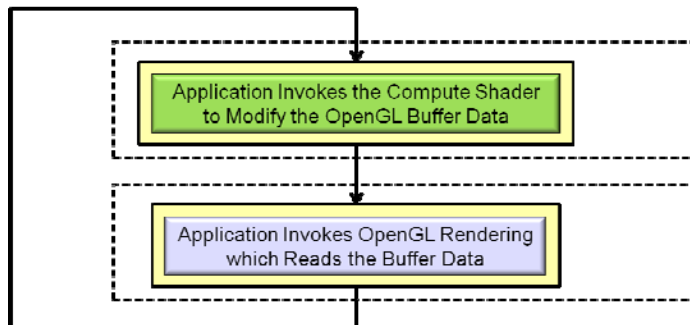 Application Invokes the Compute Shader
to Modify the OpenGL Buffer Data
Application Invokes OpenGL Rendering
which Reads the Buffer Data